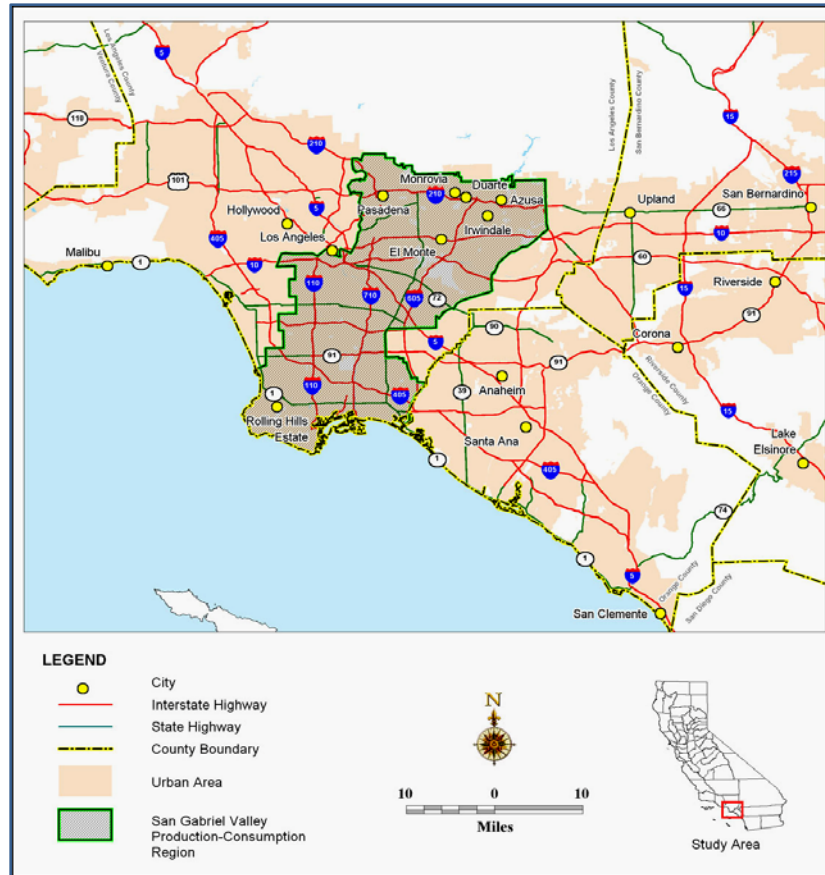 5
Los Angeles County
Ventura County
Los Angeles County
San Bernardino County
118
15
210
101
Monrovia
210
Duarte
Azusa
215
San Bernardino
Hollywood
5
Pasadena
Irwindale
Upland
66
Los Angeles
El Monte
10
405
Malibu
1
10
60
110
710
605
72
15
Riverside
91
5
90
Corona
91
91
Riverside County
Orange County
1
110
405
39
Anaheim
15
Rolling Hills
Estate
Santa Ana
Lake
Elsinore
1
405
74
1
5
Orange County
San Diego County
San Clemente
LEGEND
City
Interstate Highway
State Highway
County Boundary
Urban Area
San Gabriel Valley
Production-Consumption
Region
N
10 0 10
Miles
Study Area